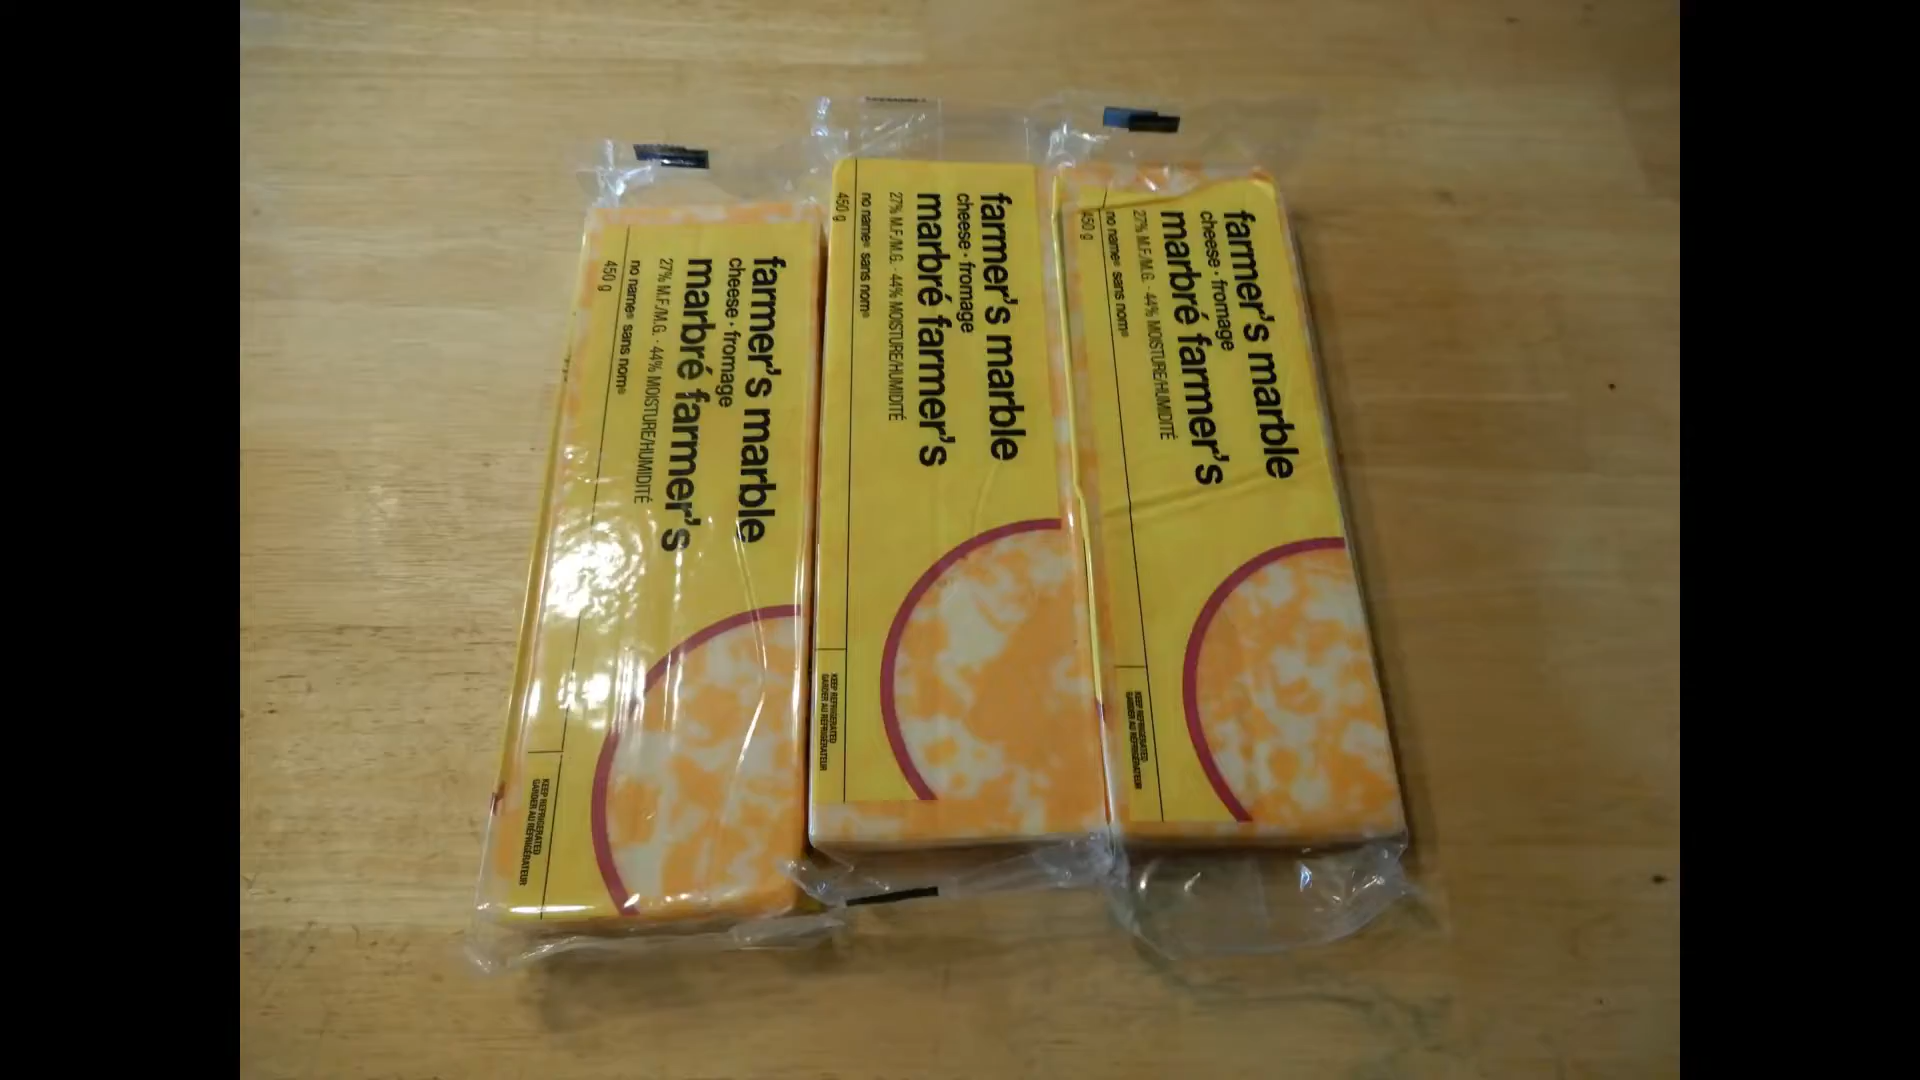 farmer's marble
cheese · fromage
marbré farmer's
27% M.F./M.G. · 44% MOISTURE/HUMIDITÉ
no name® sans nom®
450 g
KEEP REFRIGERATED
GARDER AU RÉFRIGÉRATEUR
farmer's marble
cheese · fromage
marbré farmer's
27% M.F./M.G. · 44% MOISTURE/HUMIDITÉ
no name® sans nom®
450 g
KEEP REFRIGERATED
GARDER AU RÉFRIGÉRATEUR
farmer's marble
cheese · fromage
marbré farmer's
27% M.F./M.G. · 44% MOISTURE/HUMIDITÉ
no name® sans nom®
450 g
KEEP REFRIGERATED
GARDER AU RÉFRIGÉRATEUR